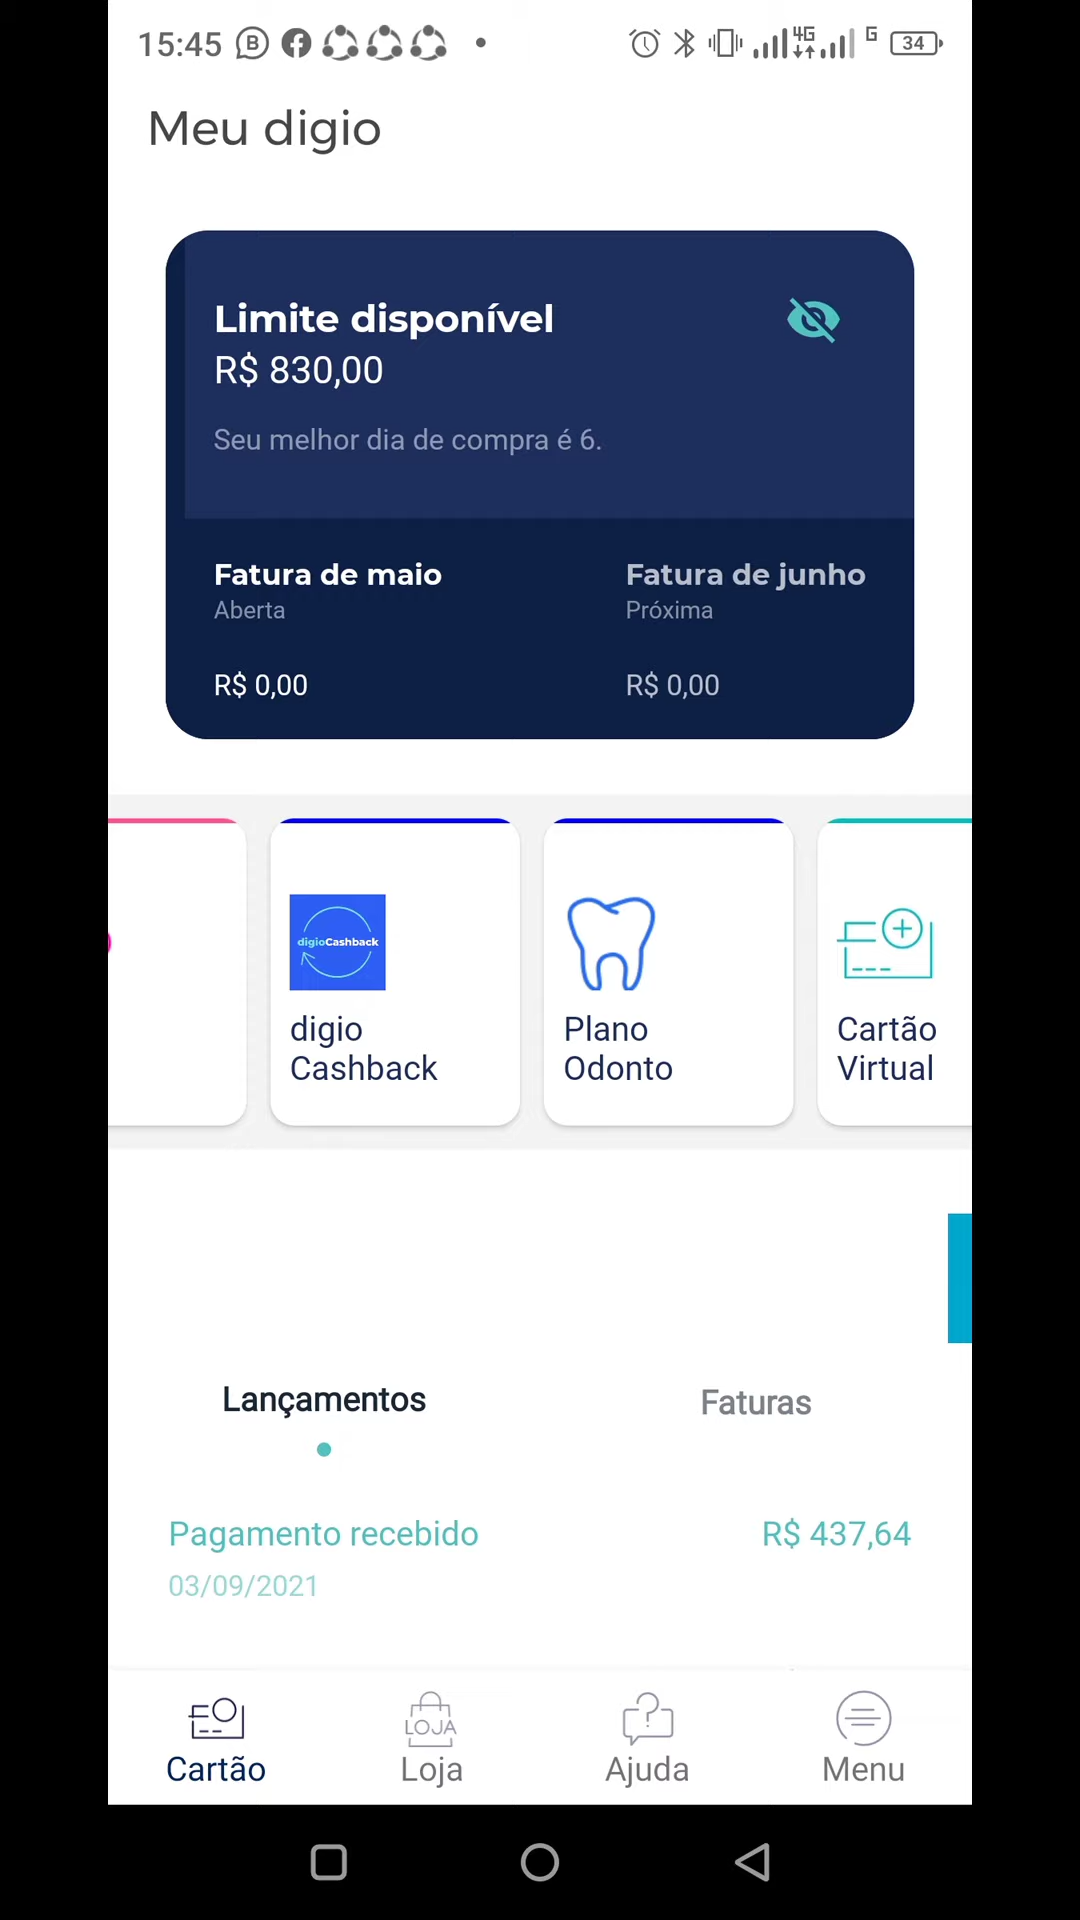 15:45
4G
G
34
Meu digio
Limite disponível
R$ 830,00
Seu melhor dia de compra é 6.
Fatura de maio
Fatura de junho
Aberta
Próxima
R$ 0,00
R$ 0,00
digioCashback
digio
Cashback
Plano
Odonto
Cartão
Virtual
Lançamentos
Faturas
Pagamento recebido
R$ 437,64
03/09/2021
LOJA
Cartão
Loja
Ajuda
Menu